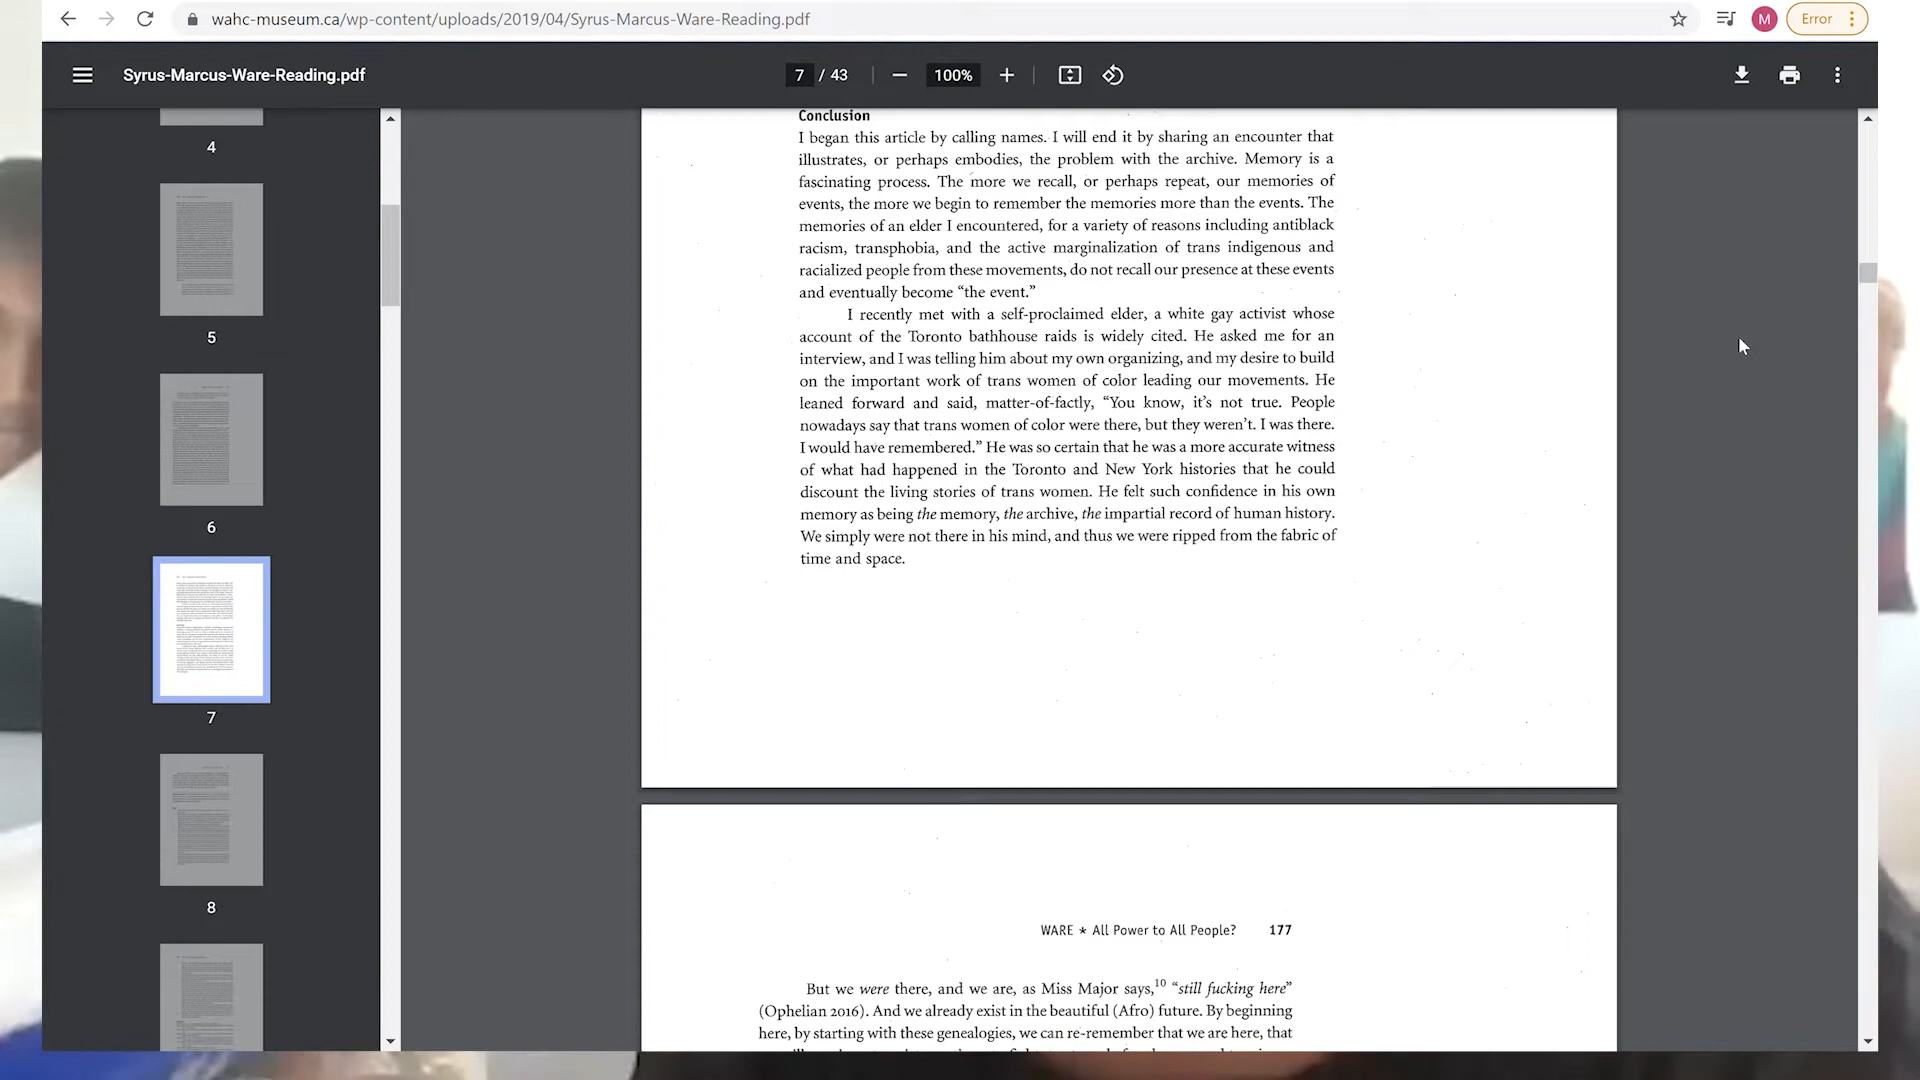 wahc-museum.ca/wp-content/uploads/2019/04/Syrus-Marcus-Ware-Reading.pdf
M
Error
Syrus-Marcus-Ware-Reading.pdf
7 / 43
100%
4
5
6
7
8
Conclusion
I began this article by calling names. I will end it by sharing an encounter that
illustrates, or perhaps embodies, the problem with the archive. Memory is a
fascinating process. The more we recall, or perhaps repeat, our memories of
events, the more we begin to remember the memories more than the events. The
memories of an elder I encountered, for a variety of reasons including antiblack
racism, transphobia, and the active marginalization of trans indigenous and
racialized people from these movements, do not recall our presence at these events
and eventually become “the event.”
I recently met with a self-proclaimed elder, a white gay activist whose
account of the Toronto bathhouse raids is widely cited. He asked me for an
interview, and I was telling him about my own organizing, and my desire to build
on the important work of trans women of color leading our movements. He
leaned forward and said, matter-of-factly, “You know, it’s not true. People
nowadays say that trans women of color were there, but they weren’t. I was there.
I would have remembered.” He was so certain that he was a more accurate witness
of what had happened in the Toronto and New York histories that he could
discount the living stories of trans women. He felt such confidence in his own
memory as being the memory, the archive, the impartial record of human history.
We simply were not there in his mind, and thus we were ripped from the fabric of
time and space.
WARE * All Power to All People? 177
But we were there, and we are, as Miss Major says,10 “still fucking here”
(Ophelian 2016). And we already exist in the beautiful (Afro) future. By beginning
here, by starting with these genealogies, we can re-remember that we are here, that